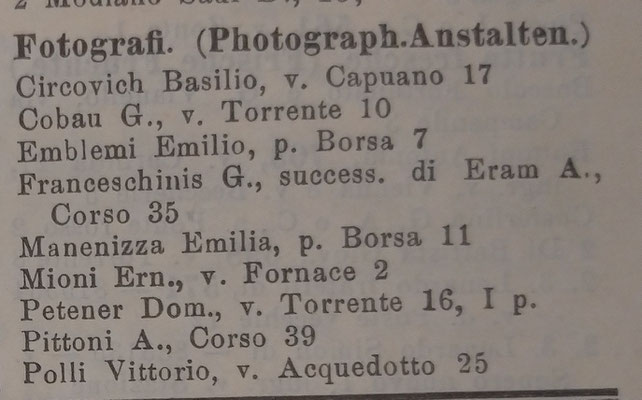 Fotografi. (Photograph.Anstalten.)
Circovich Basilio, v. Capuano 17
Cobau G., v. Torrente 10
Emblemi Emilio, p. Borsa 7
Franceschinis G., success. di Eram A.,
Corso 35
Manenizza Emilia, p. Borsa 11
Mioni Ern., v. Fornace 2
Petener Dom., v. Torrente 16, I p.
Pittoni A., Corso 39
Polli Vittorio, v. Acquedotto 25